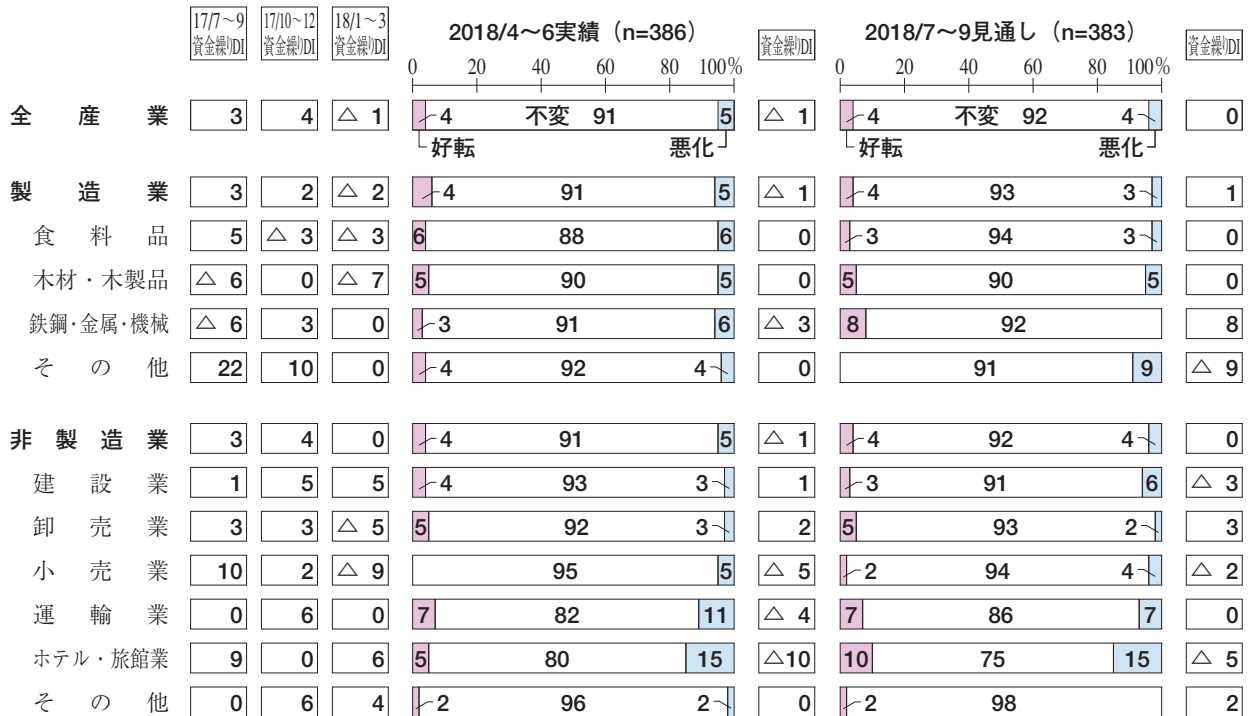 17/7～9 資金繰りDI 17/10～12 資金繰りDI 18/1～3 資金繰りDI 2018/4～6実績（n=386） 資金繰りDI 2018/7～9見通し（n=383） 資金繰りDI
0 20 40 60 80 100% 0 20 40 60 80 100%
全産業 3 4 △ 1 4 不変 91 5 △ 1 4 不変 92 4 0
好転 悪化 好転 悪化
製造業 3 2 △ 2 4 91 5 △ 1 4 93 3 1
食料品 5 △ 3 △ 3 6 88 6 0 3 94 3 0
木材・木製品 △ 6 0 △ 7 5 90 5 0 5 90 5 0
鉄鋼・金属・機械 △ 6 3 0 3 91 6 △ 3 8 92 8
その他 22 10 0 4 92 4 0 91 9 △ 9
非製造業 3 4 0 4 91 5 △ 1 4 92 4 0
建設業 1 5 5 4 93 3 1 3 91 6 △ 3
卸売業 3 3 △ 5 5 92 3 2 5 93 2 3
小売業 10 2 △ 9 95 5 △ 5 2 94 4 △ 2
運輸業 0 6 0 7 82 11 △ 4 7 86 7 0
ホテル・旅館業 9 0 6 5 80 15 △10 10 75 15 △ 5
その他 0 6 4 2 96 2 0 2 98 2